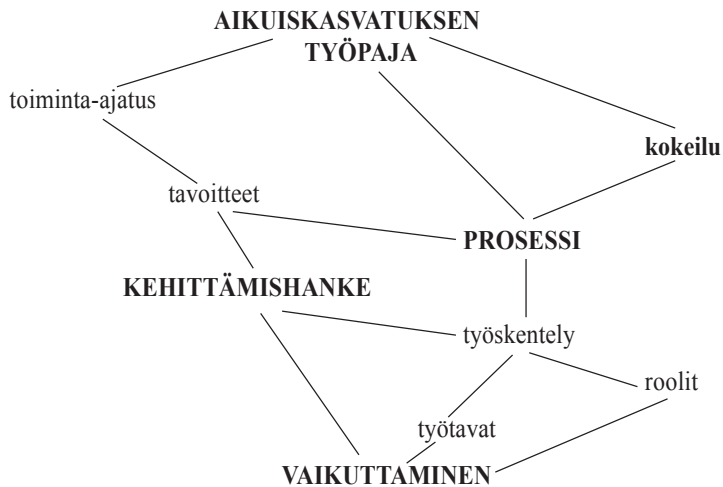 AIKUISKASVATUKSEN
TYÖPAJA
toiminta-ajatus
kokeilu
tavoitteet
PROSESSI
KEHITTÄMISHANKE
työskentely
roolit
työtavat
VAIKUTTAMINEN